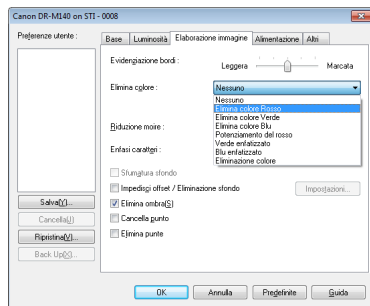 Canon DR-M140 on STI - 0008
Preferenze utente :
Base Luminosità Elaborazione immagine Alimentazione Altri
Evidenziazione bordi :
Leggera Marcata
Elimina colore :
Nessuno
Nessuno
Elimina colore Rosso
Elimina colore Verde
Elimina colore Blu
Potenziamento del rosso
Verde enfatizzato
Blu enfatizzato
Eliminazione colore
Riduzione moire :
Enfasi caratteri :
Sfumatura sfondo
Impedisci offset / Eliminazione sfondo
Impostazioni...
Elimina ombra(S)
Cancella punto
Elimina punte
Salva(Y)...
Cancella(J)
Ripristina(V)...
Back Up(X)...
OK Annulla Predefinite Guida